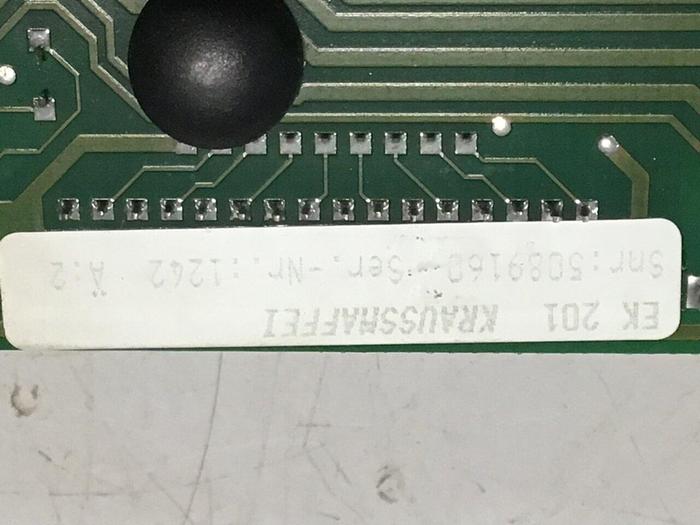 EK 201 KRAUSSMAFFEI
Snr:5089160 Ser.-Nr.:1242 Ä:2